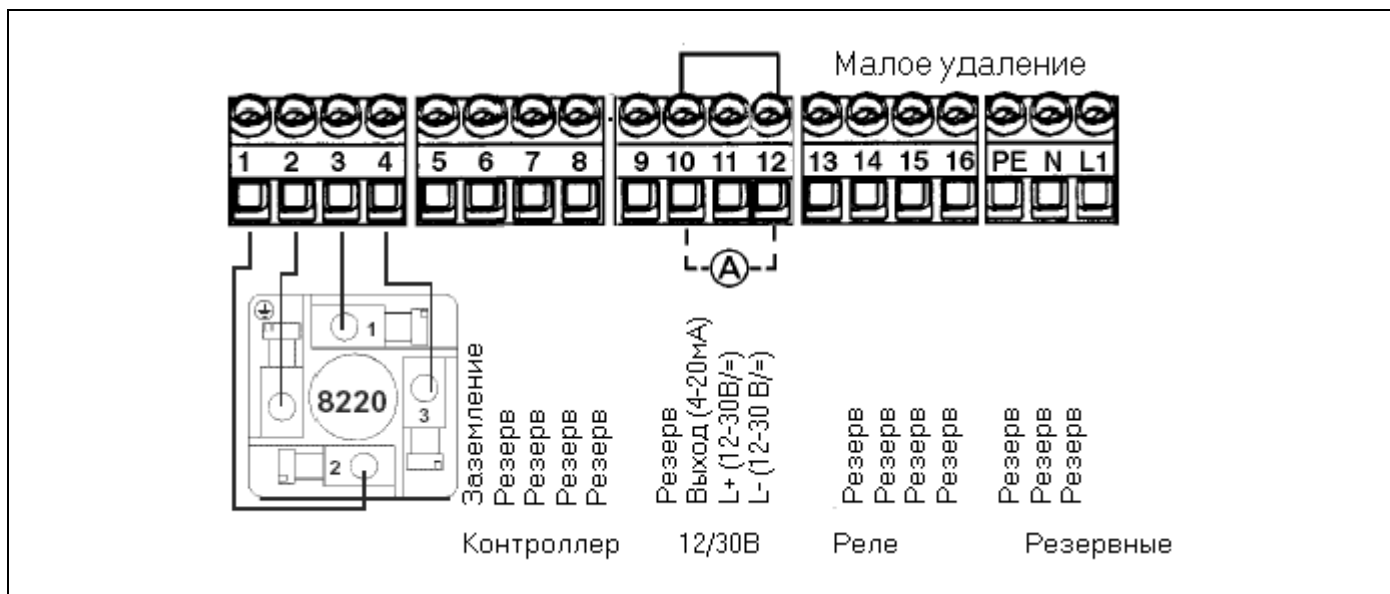 Малое удаление
1 2 3 4 5 6 7 8 9 10 11 12 13 14 15 16 PE N L1
A
1
8220
3
2
Заземление
Резерв
Резерв
Резерв
Резерв
Резерв
Выход (4-20мА)
L+ (12-30В/=)
L- (12-30 В/=)
Резерв
Резерв
Резерв
Резерв
Резерв
Резерв
Резерв
Контроллер 12/30В Реле Резервные